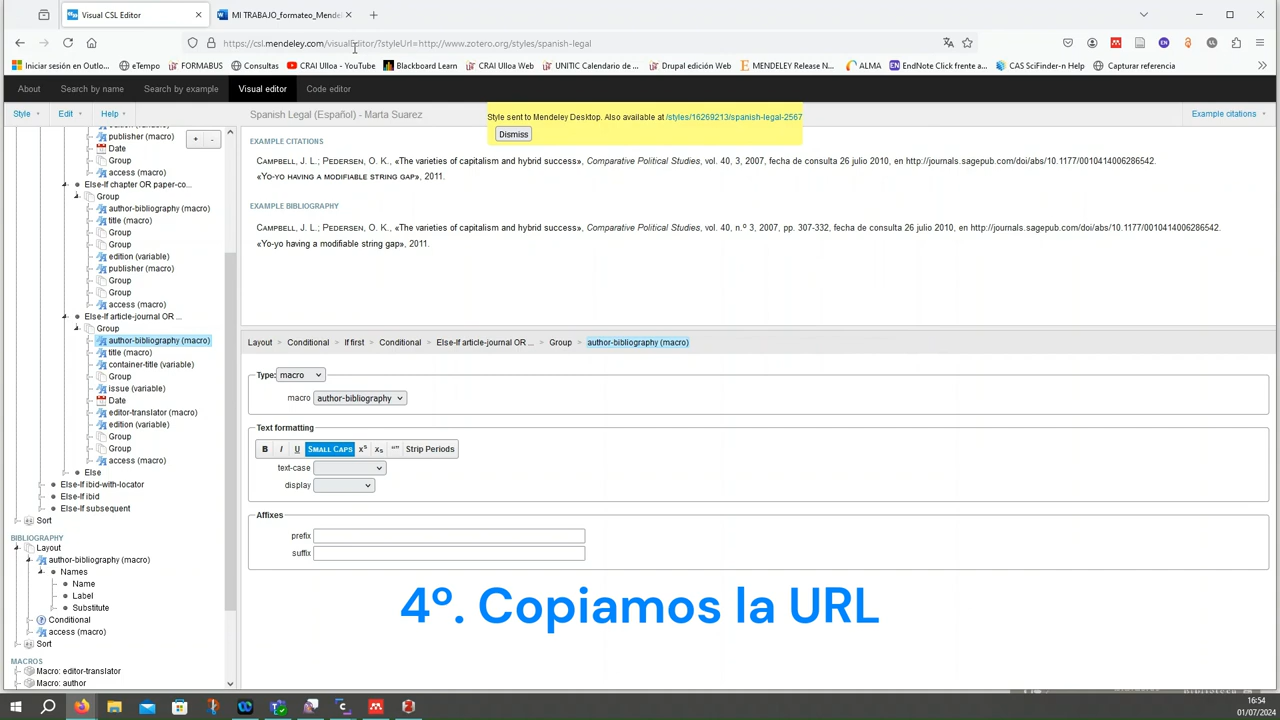 Visual CSL Editor
MI TRABAJO_formateo_Mendel
https://csl.mendeley.com/visualEditor/?styleUrl=http://www.zotero.org/styles/spanish-legal
Iniciar sesión en Outlo...
eTempo
FORMABUS
Consultas
CRAI Ulloa - YouTube
Blackboard Learn
CRAI Ulloa Web
UNITIC Calendario de ...
Drupal edición Web
MENDELEY Release N...
ALMA
EndNote Click frente a...
CAS SciFinder-n Help
Capturar referencia
About
Search by name
Search by example
Visual editor
Code editor
Style
Edit
Help
Spanish Legal (Español) - Marta Suarez
Style sent to Mendeley Desktop. Also available at /styles/16269213/spanish-legal-2567
Dismiss
Example citations
publisher (macro)
Date
Group
access (macro)
Else-If chapter OR paper-co...
Group
author-bibliography (macro)
title (macro)
Group
Group
edition (variable)
publisher (macro)
Group
Group
access (macro)
Else-If article-journal OR ...
Group
author-bibliography (macro)
title (macro)
container-title (variable)
Group
issue (variable)
Date
editor-translator (macro)
edition (variable)
Group
Group
access (macro)
Else
Else-If ibid-with-locator
Else-If ibid
Else-If subsequent
Sort
BIBLIOGRAPHY
Layout
author-bibliography (macro)
Names
Name
Label
Substitute
Conditional
access (macro)
Sort
MACROS
Macro: editor-translator
Macro: author
+ -
EXAMPLE CITATIONS
CAMPBELL, J. L.; PEDERSEN, O. K., «The varieties of capitalism and hybrid success», Comparative Political Studies, vol. 40, 3, 2007, fecha de consulta 26 julio 2010, en http://journals.sagepub.com/doi/abs/10.1177/0010414006286542.
«YO-YO HAVING A MODIFIABLE STRING GAP», 2011.
EXAMPLE BIBLIOGRAPHY
CAMPBELL, J. L.; PEDERSEN, O. K., «The varieties of capitalism and hybrid success», Comparative Political Studies, vol. 40, n.º 3, 2007, pp. 307-332, fecha de consulta 26 julio 2010, en http://journals.sagepub.com/doi/abs/10.1177/0010414006286542.
«Yo-yo having a modifiable string gap», 2011.
Layout Conditional If first Conditional Else-If article-journal OR ... Group author-bibliography (macro)
Type: macro
macro author-bibliography
Text formatting
B I U SMALL CAPS x^s x_s “” Strip Periods
text-case
display
Affixes
prefix
suffix
4º. Copiamos la URL
16:54
01/07/2024